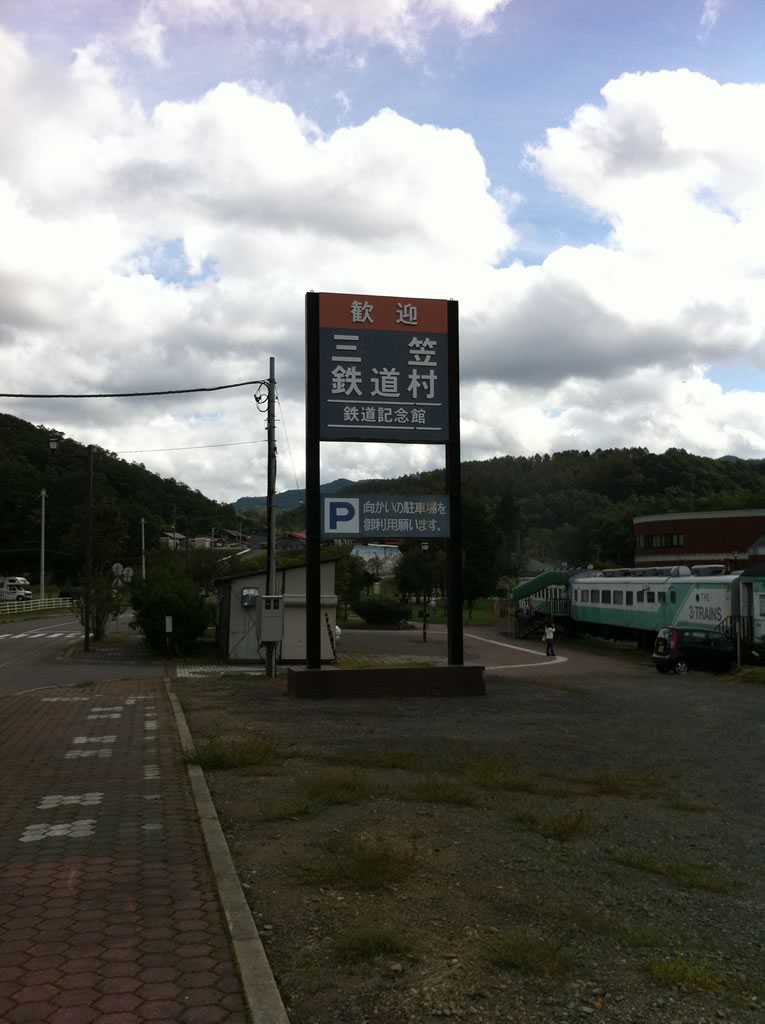 歓迎
三笠
鉄道村
鉄道記念館
P 向かいの駐車場を
御利用願います。
THE
3-TRAINS